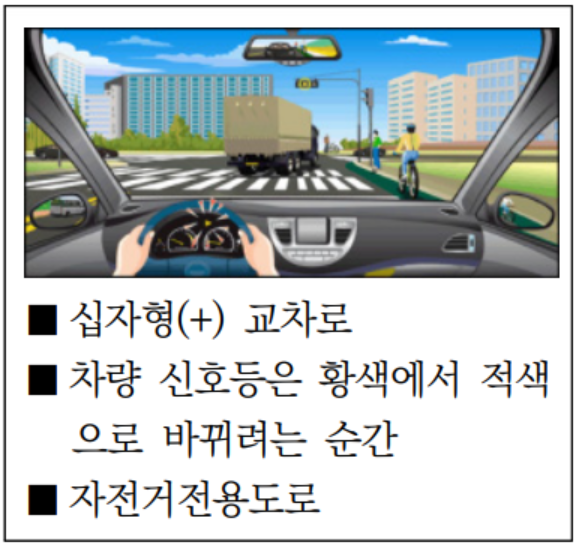 ■ 십자형(+) 교차로
■ 차량 신호등은 황색에서 적색
으로 바뀌려는 순간
■ 자전거전용도로